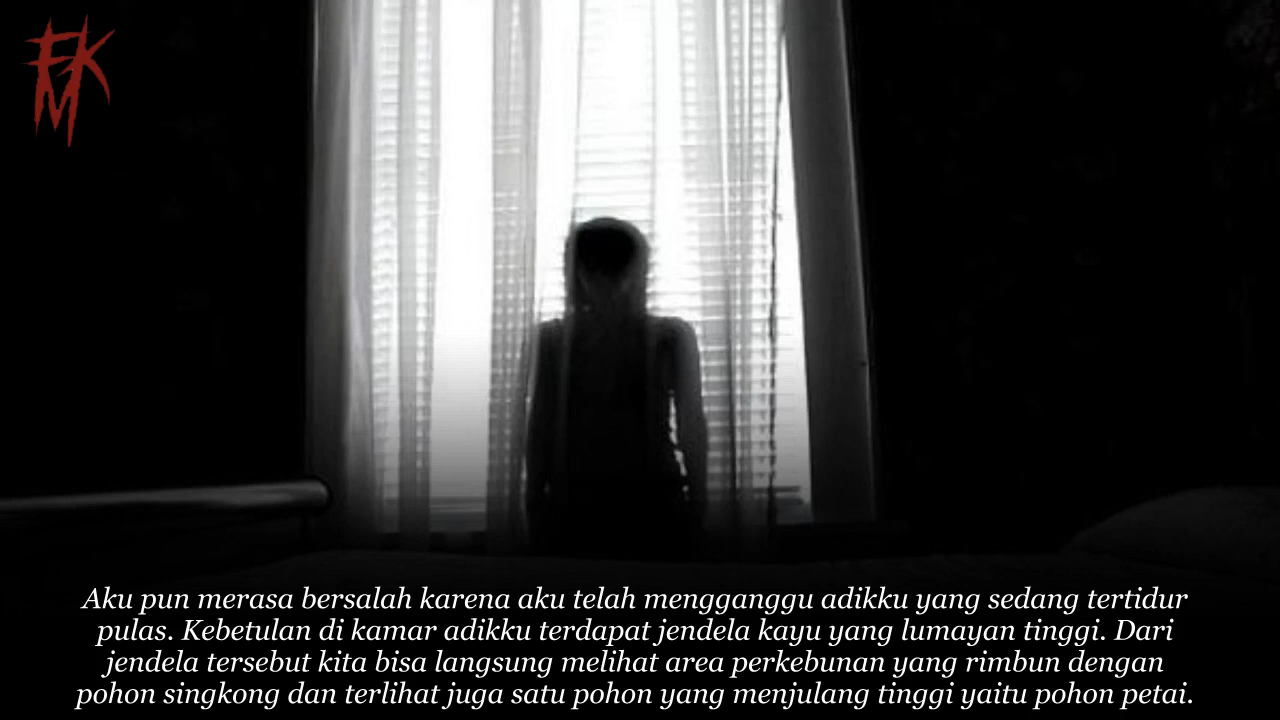 FKM
Aku pun merasa bersalah karena aku telah mengganggu adikku yang sedang tertidur
pulas. Kebetulan di kamar adikku terdapat jendela kayu yang lumayan tinggi. Dari
jendela tersebut kita bisa langsung melihat area perkebunan yang rimbun dengan
pohon singkong dan terlihat juga satu pohon yang menjulang tinggi yaitu pohon petai.